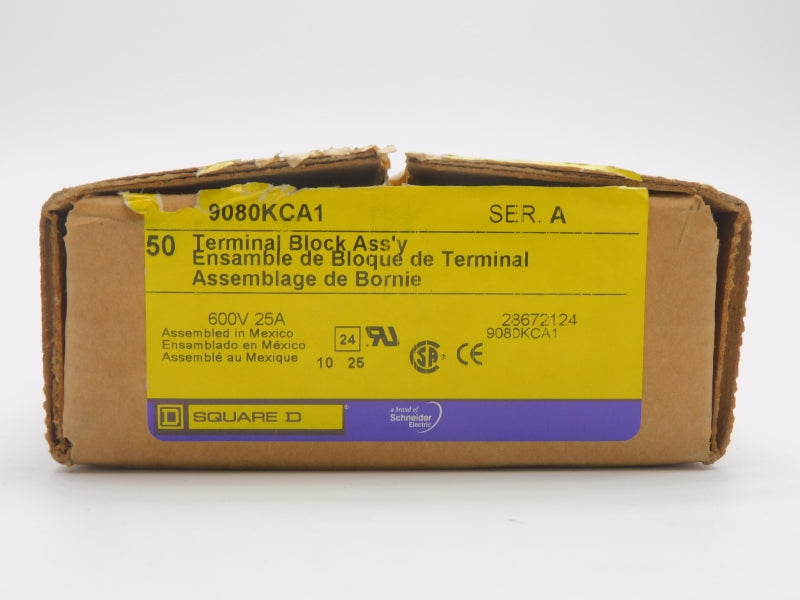 9080KCA1 SER. A
50 Terminal Block Ass'y
Ensamble de Bloque de Terminal
Assemblage de Bornie
600V 25A 28672124
Assembled in Mexico 24 9080KCA1
Ensamblado en México
Assemblé au Mexique 10 25
D SQUARE D ®
a brand of
Schneider
Electric